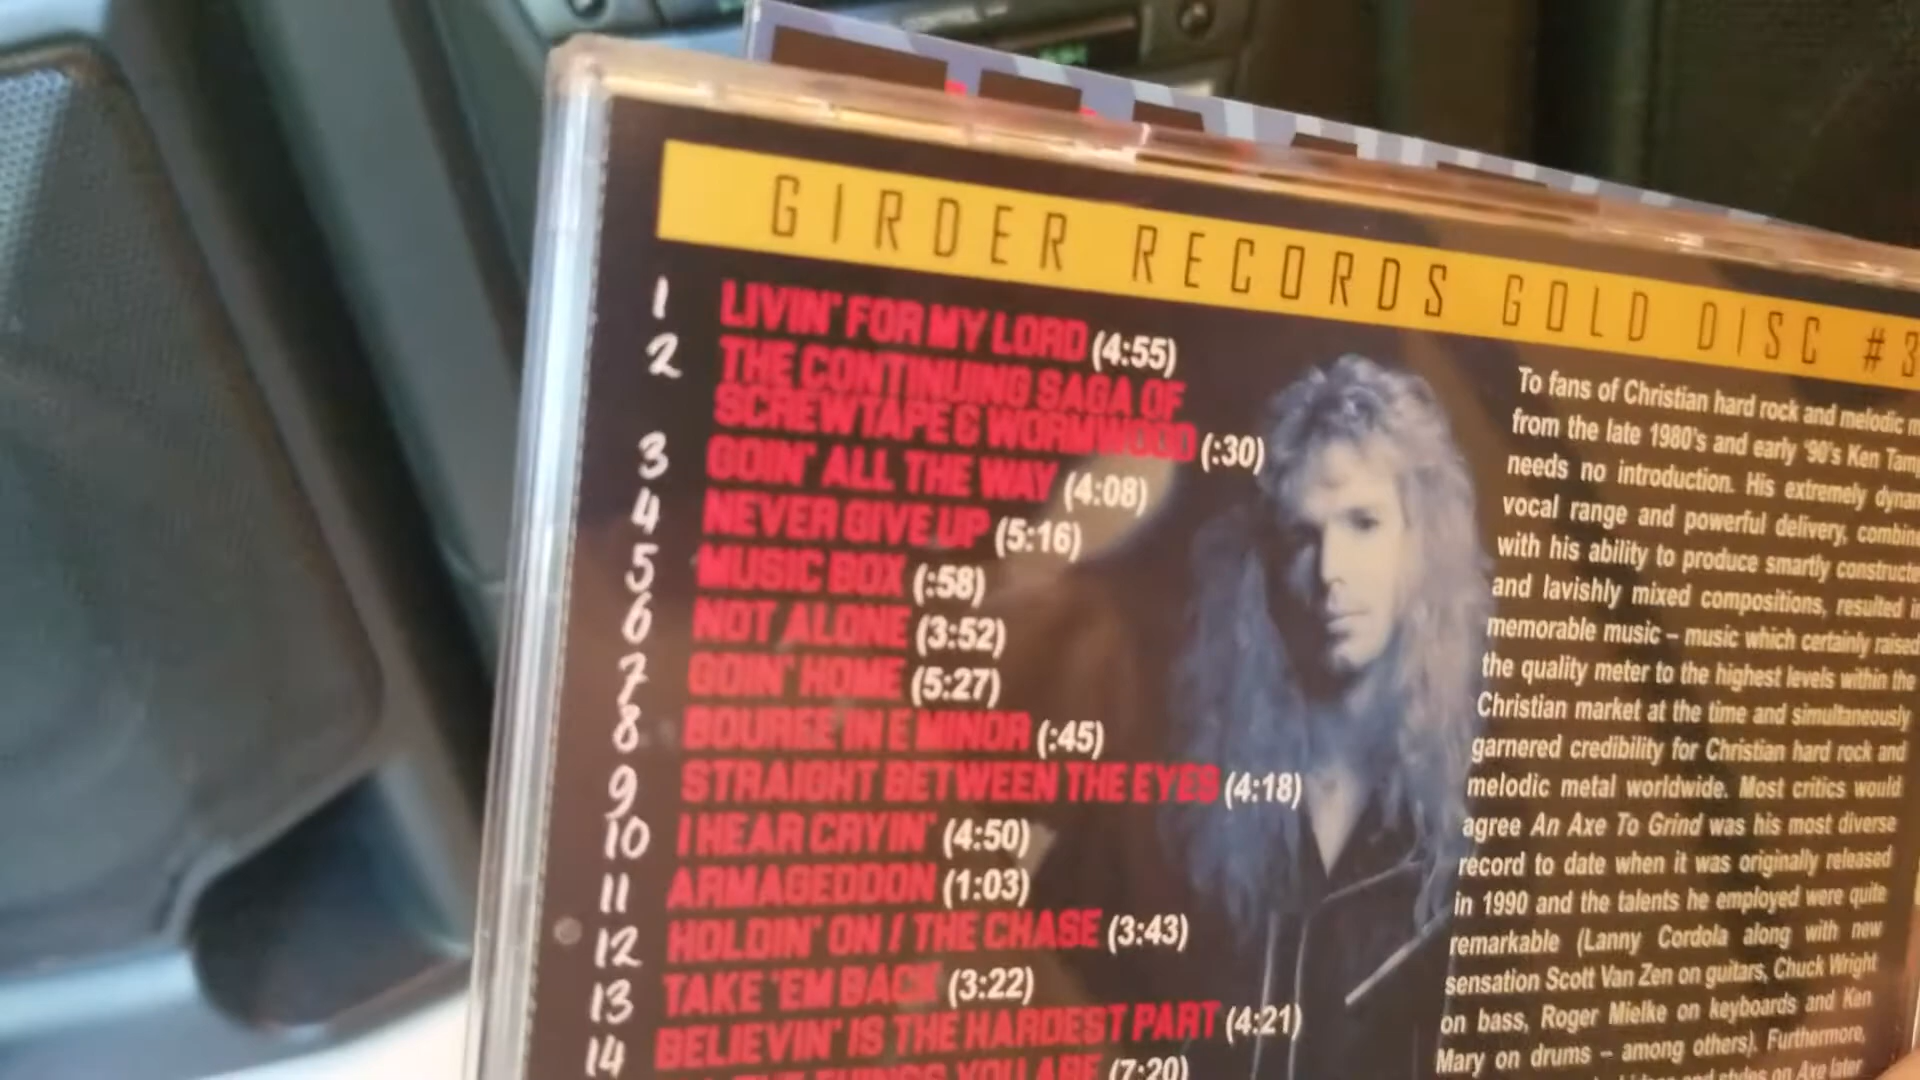 GIRDER RECORDS GOLD DISC #3
1 LIVIN' FOR MY LORD (4:55)
2 THE CONTINUING SAGA OF
SCREWTAPE & WORMWOOD (:30)
3 GOIN' ALL THE WAY (4:08)
4 NEVER GIVE UP (5:16)
5 MUSIC BOX (:58)
6 NOT ALONE (3:52)
7 GOIN' HOME (5:27)
8 BOUREE IN E MINOR (:45)
9 STRAIGHT BETWEEN THE EYES (4:18)
10 I HEAR CRYIN' (4:50)
11 ARMAGEDDON (1:03)
12 HOLDIN' ON / THE CHASE (3:43)
13 TAKE 'EM BACK (3:22)
14 BELIEVIN' IS THE HARDEST PART (4:21)
THINGS YOU ARE (7:20)
To fans of Christian hard rock and melodic
from the late 1980's and early '90's Ken
needs no introduction. His extremely
vocal range and powerful delivery,
with his ability to produce smartly
and lavishly mixed compositions, resulted
memorable music – music which certainly raised
the quality meter to the highest levels within the
Christian market at the time and simultaneously
garnered credibility for Christian hard rock and
melodic metal worldwide. Most critics would
agree An Axe To Grind was his most diverse
record to date when it was originally released
in 1990 and the talents he employed were quite
remarkable (Lanny Cordola along with new
sensation Scott Van Zen on guitars, Chuck Wright
on bass, Roger Mielke on keyboards and Ken
Mary on drums – among others). Furthermore,
and styles on Axe later